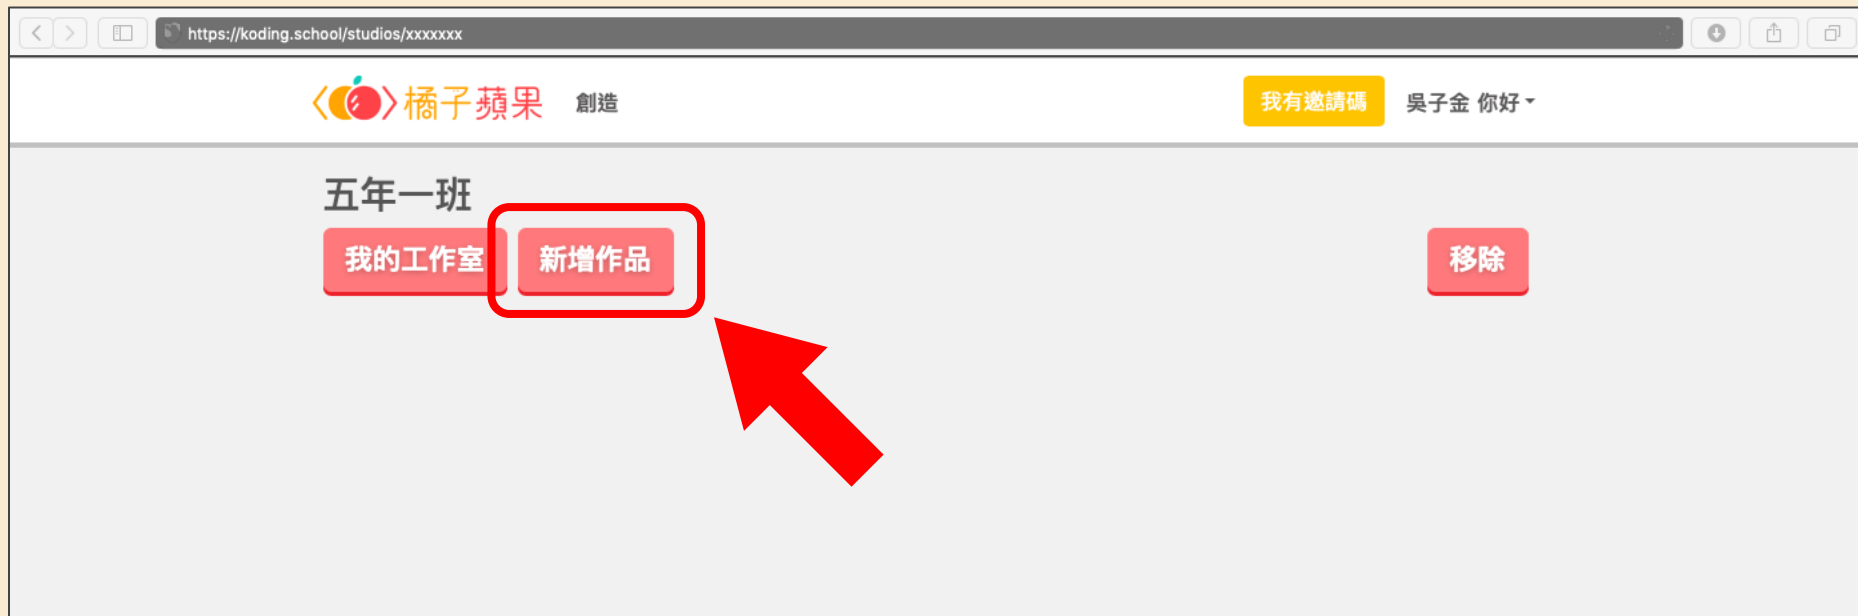 https://koding.school/studios/xxxxxxx
橘子蘋果 創造 我有邀請碼 吳子金 你好
五年一班
我的工作室 新增作品 移除